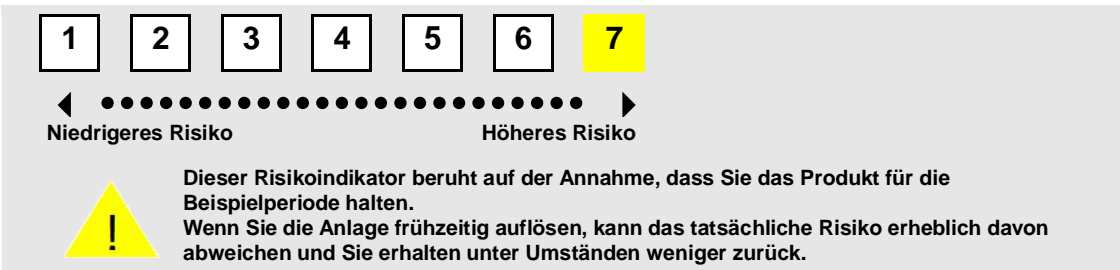 1 2 3 4 5 6 7
Niedrigeres Risiko Höheres Risiko
Dieser Risikoindikator beruht auf der Annahme, dass Sie das Produkt für die
Beispielperiode halten.
Wenn Sie die Anlage frühzeitig auflösen, kann das tatsächliche Risiko erheblich davon
abweichen und Sie erhalten unter Umständen weniger zurück.
!